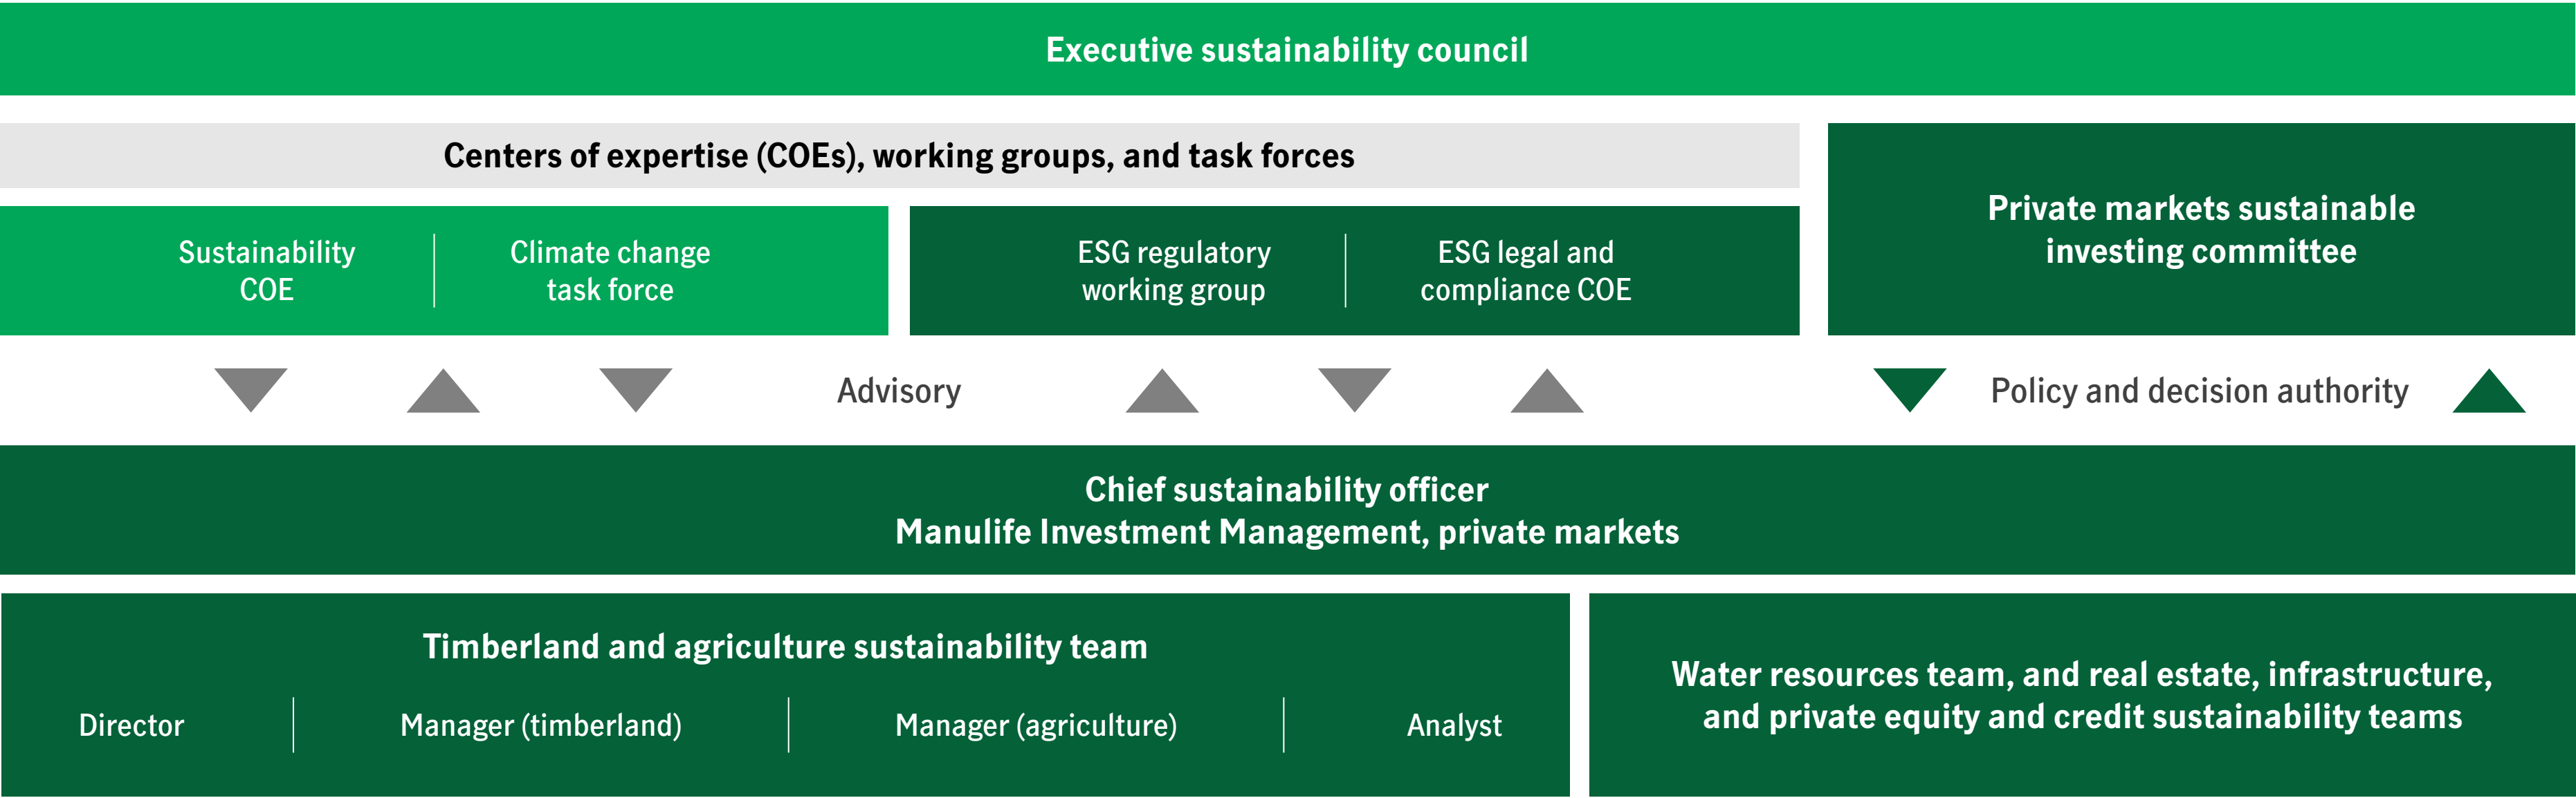 Executive sustainability council
Centers of expertise (COEs), working groups, and task forces
Sustainability
COE
Climate change
task force
ESG regulatory
working group
ESG legal and
compliance COE
Private markets sustainable
investing committee
Advisory
Policy and decision authority
Chief sustainability officer
Manulife Investment Management, private markets
Timberland and agriculture sustainability team
Director
Manager (timberland)
Manager (agriculture)
Analyst
Water resources team, and real estate, infrastructure,
and private equity and credit sustainability teams